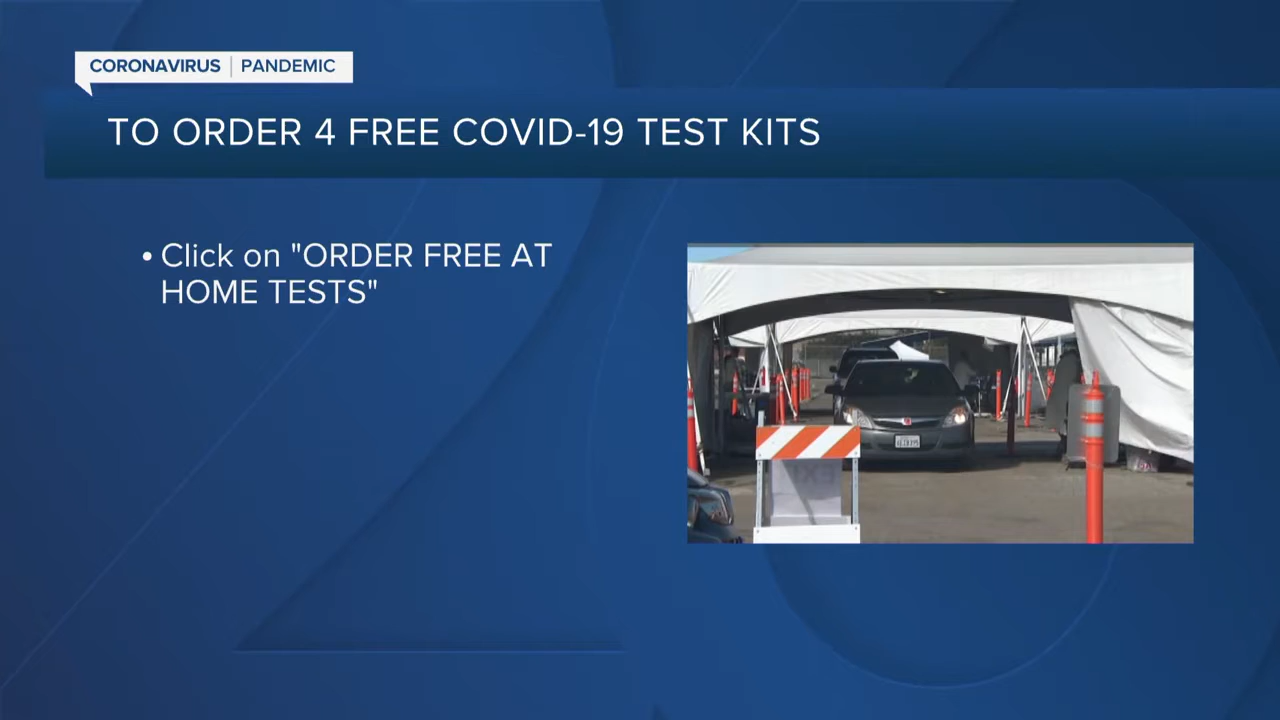 CORONAVIRUS | PANDEMIC
TO ORDER 4 FREE COVID-19 TEST KITS
• Click on "ORDER FREE AT
HOME TESTS"